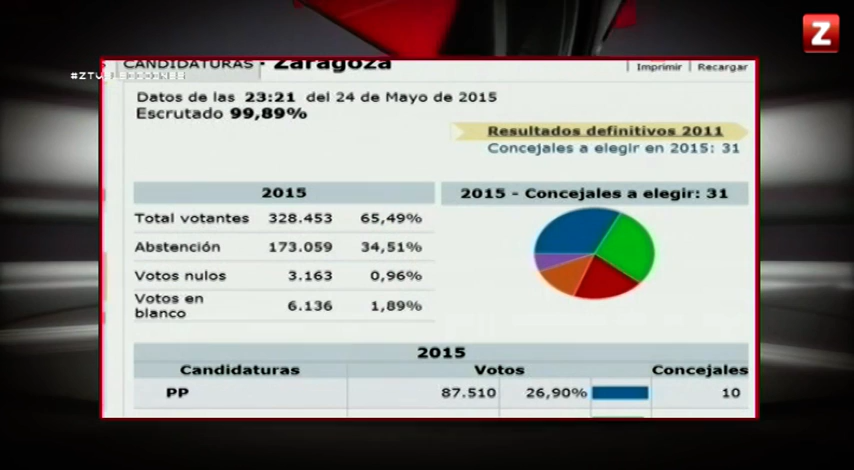 Z
CANDIDATURAS · Zaragoza
Imprimir | Recargar
Datos de las 23:21 del 24 de Mayo de 2015
Escrutado 99,89%
Resultados definitivos 2011
Concejales a elegir en 2015: 31
2015
Total votantes 328.453 65,49%
Abstención 173.059 34,51%
Votos nulos 3.163 0,96%
Votos en
blanco 6.136 1,89%
2015 - Concejales a elegir: 31
2015
Candidaturas Votos Concejales
PP 87.510 26,90% 10